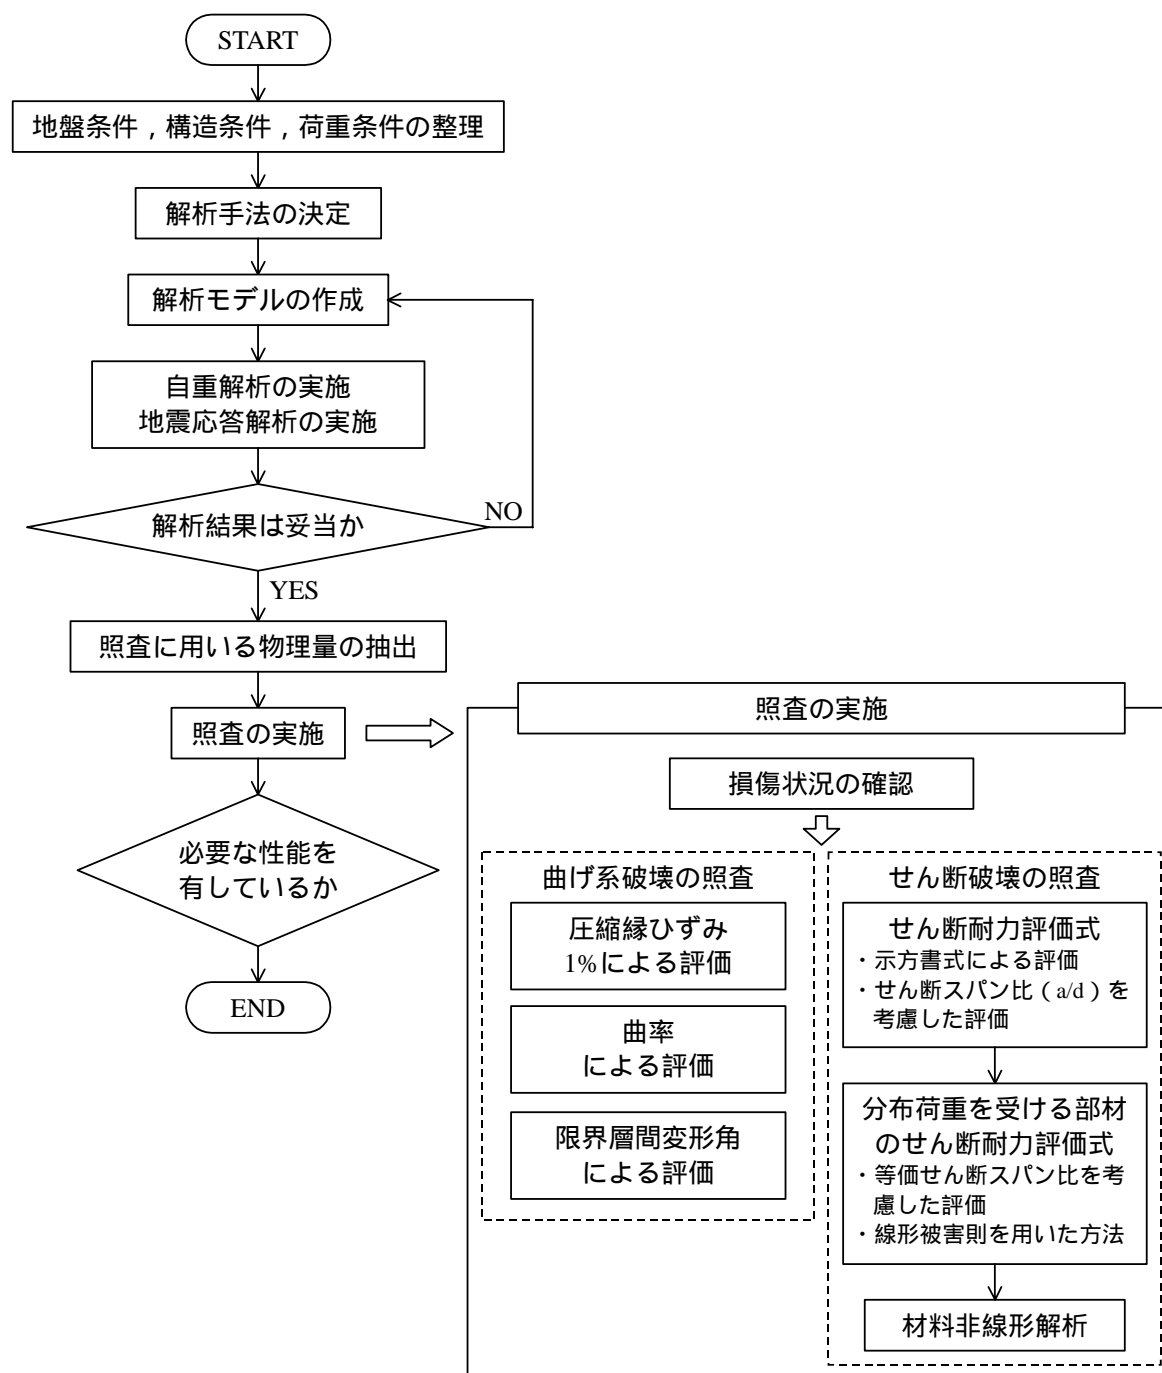 START
地盤条件,構造条件,荷重条件の整理
解析手法の決定
解析モデルの作成
自重解析の実施
地震応答解析の実施
解析結果は妥当か
NO
YES
照査に用いる物理量の抽出
照査の実施
必要な性能を
有しているか
END
照査の実施
損傷状況の確認
曲げ系破壊の照査
圧縮縁ひずみ
1%による評価
曲率
による評価
限界層間変形角
による評価
せん断破壊の照査
せん断耐力評価式
・示方書式による評価
・せん断スパン比(a/d)を
考慮した評価
分布荷重を受ける部材
のせん断耐力評価式
・等価せん断スパン比を考
慮した評価
・線形被害則を用いた方法
材料非線形解析